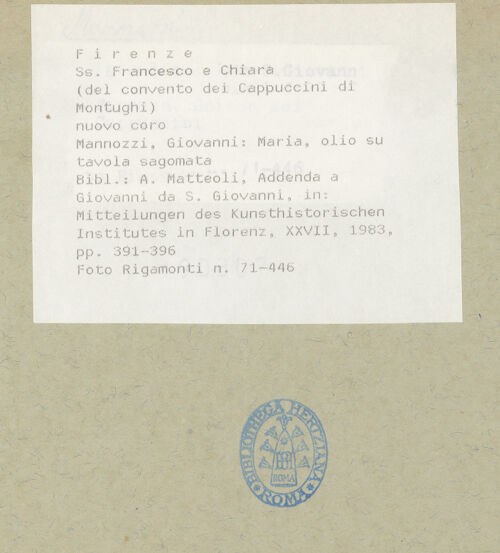 Firenze
Ss. Francesco e Chiara
(del convento dei Cappuccini di
Montughi)
nuovo coro
Mannozzi, Giovanni: Maria, olio su
tavola sagomata
Bibl.: A. Matteoli, Addenda a
Giovanni da S. Giovanni, in:
Mitteilungen des Kunsthistorischen
Institutes in Florenz, XXVII, 1983,
pp. 391-396
Foto Rigamonti n. 71-446
BIBLIOTHECA HERTZIANA
ROMA
ROMA